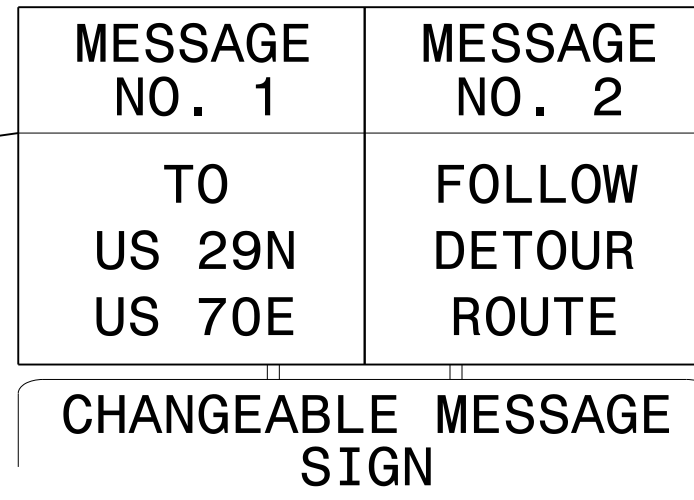 MESSAGE
NO. 1
MESSAGE
NO. 2
TO
US 29N
US 70E
FOLLOW
DETOUR
ROUTE
CHANGEABLE MESSAGE
SIGN